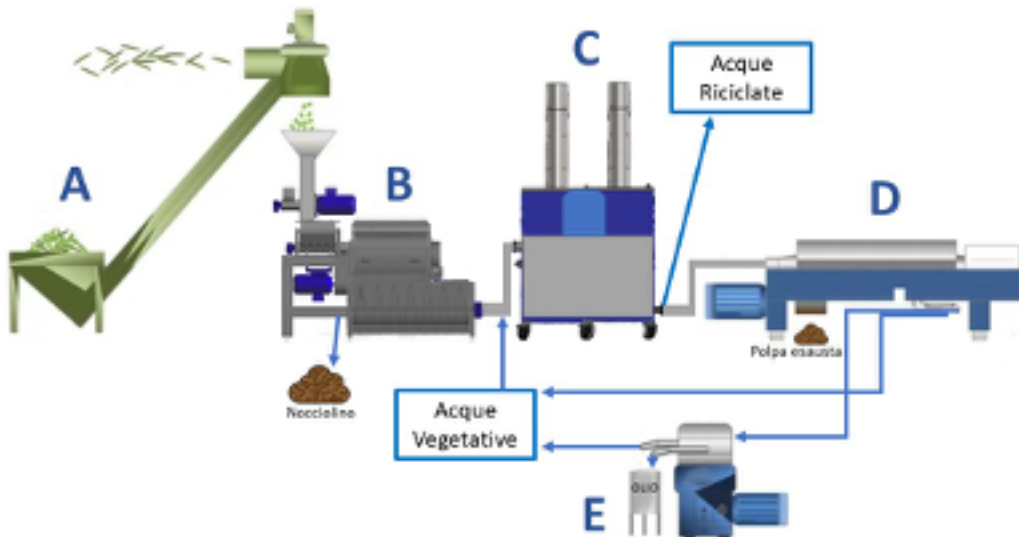 A
B
C
Acque
Riciclate
D
Polpa esausta
Nocciolino
Acque
Vegetative
OLIO
E